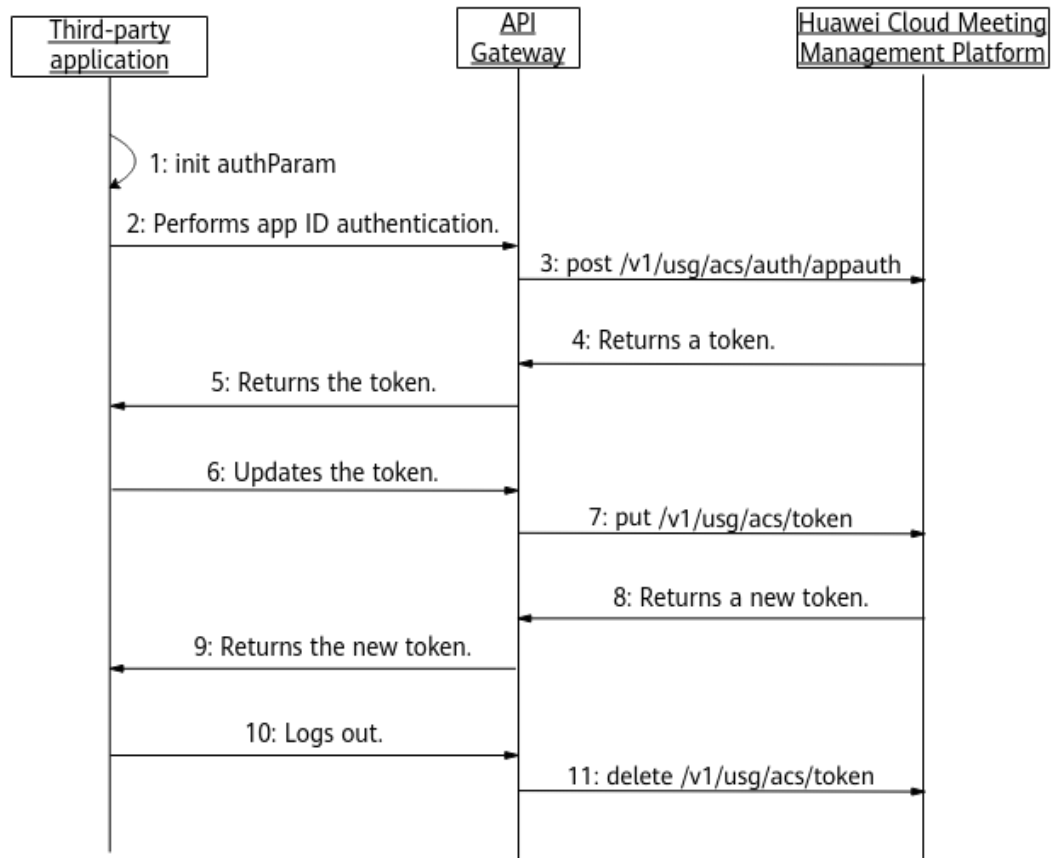 Third-party
application
API
Gateway
Huawei Cloud Meeting
Management Platform
1: init authParam
2: Performs app ID authentication.
3: post /v1/usg/acs/auth/appauth
4: Returns a token.
5: Returns the token.
6: Updates the token.
7: put /v1/usg/acs/token
8: Returns a new token.
9: Returns the new token.
10: Logs out.
11: delete /v1/usg/acs/token